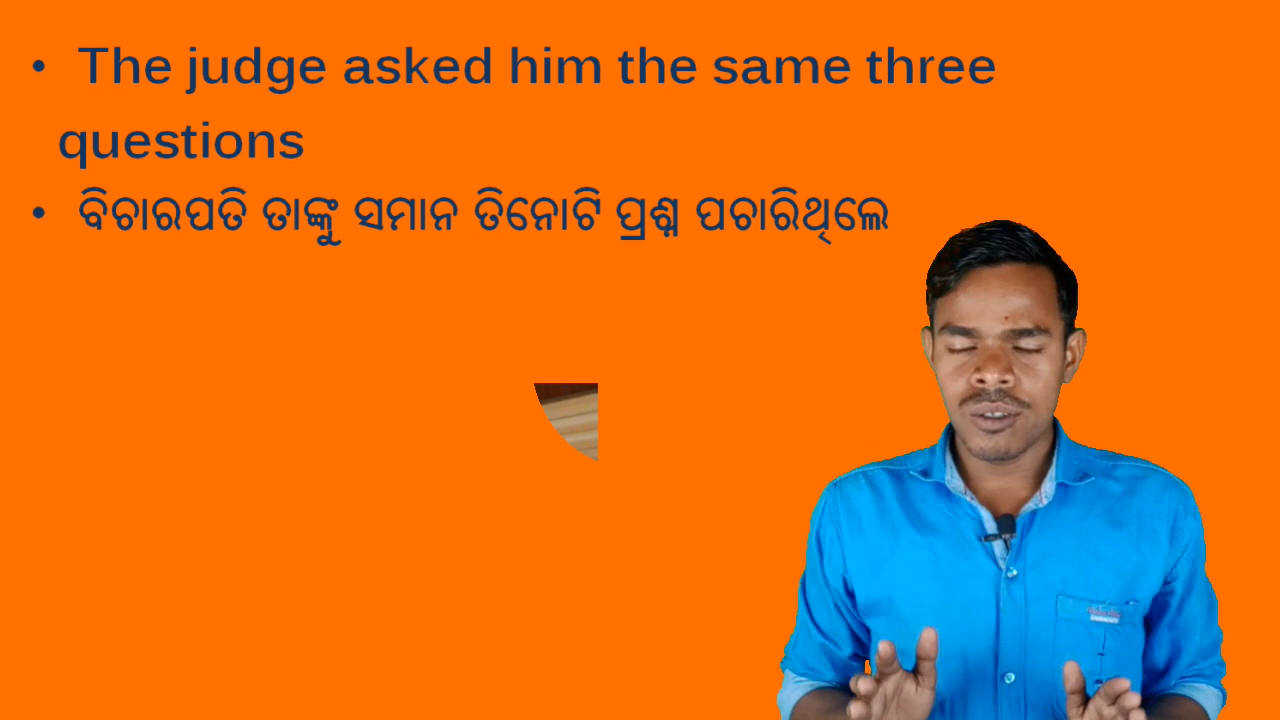 • The judge asked him the same three
questions
• ବିଚାରପତି ତାଙ୍କୁ ସମାନ ତିନୋଟି ପ୍ରଶ୍ନ ପଚାରିଥିଲେ